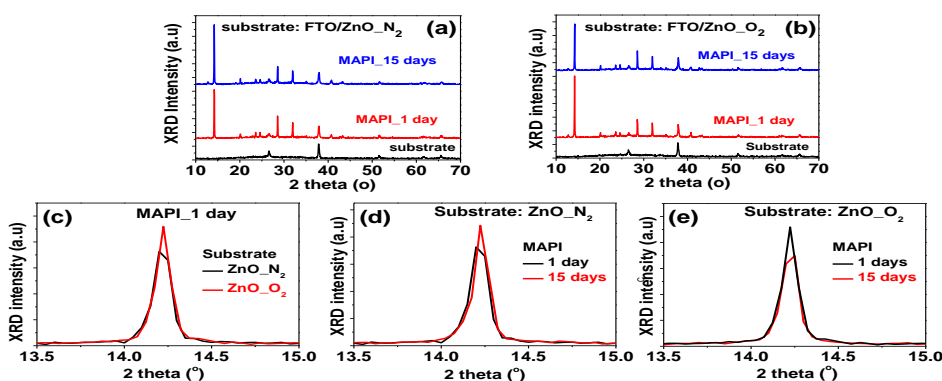 substrate: FTO/ZnO_N2 (a)
MAPI_15 days
MAPI_1 day
substrate
XRD Intensity (a.u)
10 20 30 40 50 60 70
2 theta (o)
substrate: FTO/ZnO_O2 (b)
MAPI_15 days
MAPI_1 day
Substrate
XRD intensity (a.u)
10 20 30 40 50 60 70
2 theta (o)
(c) MAPI_1 day
Substrate
ZnO_N2
ZnO_O2
XRD intensity (a.u)
13.5 14.0 14.5 15.0
2 theta (°)
(d) Substrate: ZnO_N2
MAPI
1 day
15 days
XRD intensity (a.u)
13.5 14.0 14.5 15.0
2 theta (°)
(e) Substrate: ZnO_O2
MAPI
1 day
15 days
XRD intensity (a.u)
c
13.5 14.0 14.5 15.0
2 theta (°)